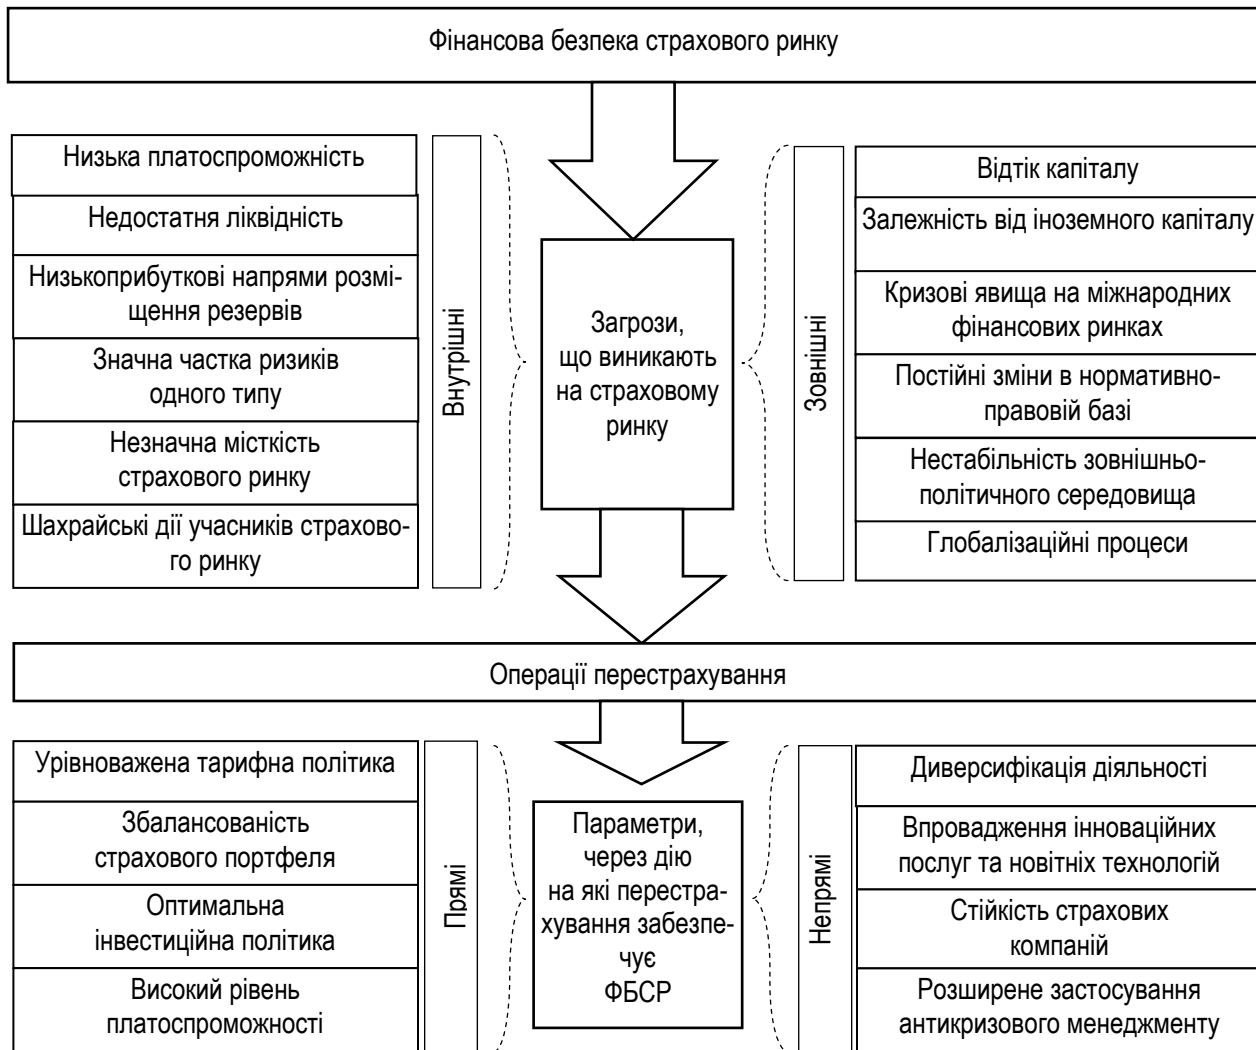 Фінансова безпека страхового ринку
Низька платоспроможність
Недостатня ліквідність
Низькоприбуткові напрями розмі-
щення резервів
Значна частка ризиків
одного типу
Незначна місткість
страхового ринку
Шахрайські дії учасників страхово-
го ринку
Внутрішні
Загрози,
що виникають
на страховому
ринку
Зовнішні
Відтік капіталу
Залежність від іноземного капіталу
Кризові явища на міжнародних
фінансових ринках
Постійні зміни в нормативно-
правовій базі
Нестабільність зовнішньо-
політичного середовища
Глобалізаційні процеси
Операції перестрахування
Урівноважена тарифна політика
Збалансованість
страхового портфеля
Оптимальна
інвестиційна політика
Високий рівень
платоспроможності
Прямі
Параметри,
через дію
на які перестра-
хування забезпе-
чує
ФБСР
Непрямі
Диверсифікація діяльності
Впровадження інноваційних
послуг та новітніх технологій
Стійкість страхових
компаній
Розширене застосування
антикризового менеджменту